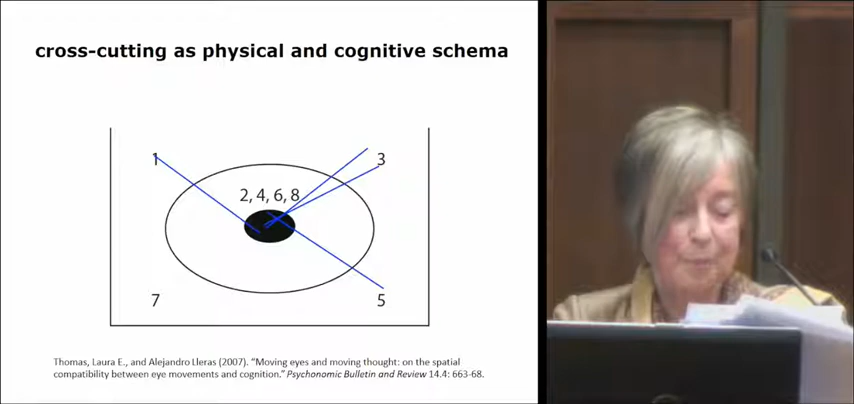 cross-cutting as physical and cognitive schema
1
3
2, 4, 6, 8
7
5
Thomas, Laura E., and Alejandro Lleras (2007). "Moving eyes and moving thought: on the spatial
compatibility between eye movements and cognition." Psychonomic Bulletin and Review 14.4: 663-68.